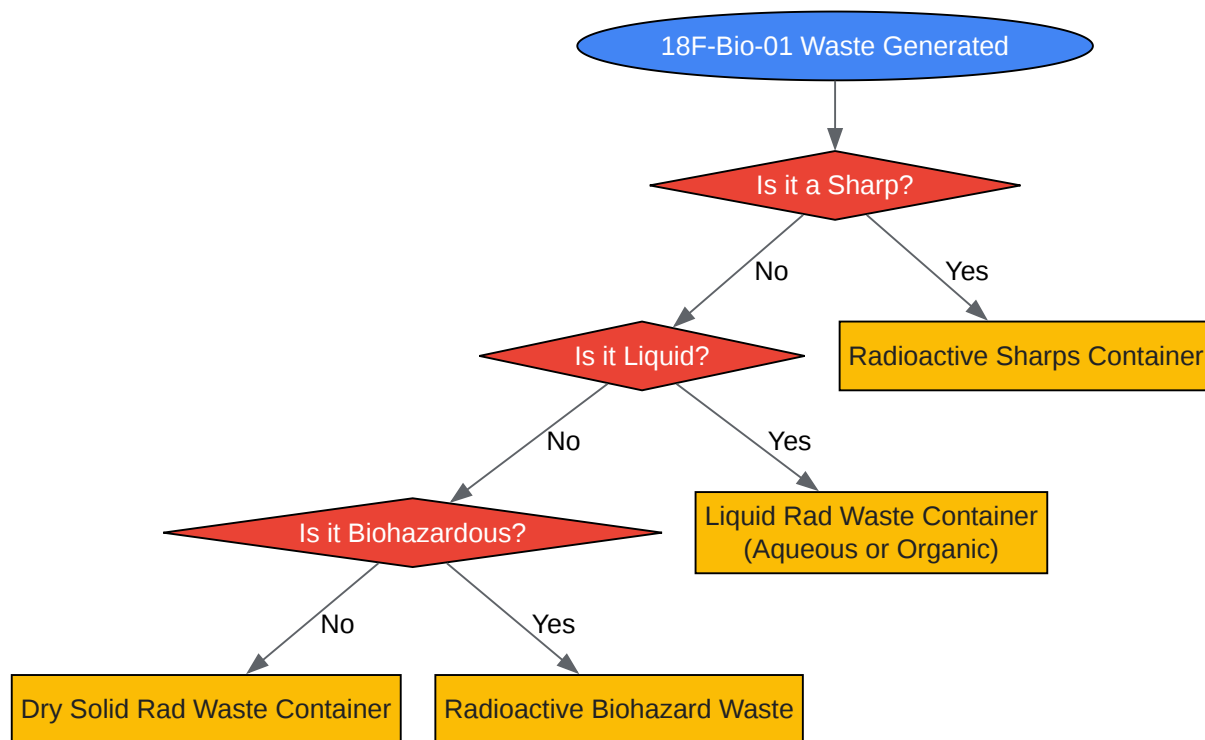 18F-Bio-01 Waste Generated
Is it a Sharp?
No
Yes
Is it Liquid?
Radioactive Sharps Container
No
Yes
Is it Biohazardous?
Liquid Rad Waste Container
(Aqueous or Organic)
No
Yes
Dry Solid Rad Waste Container
Radioactive Biohazard Waste